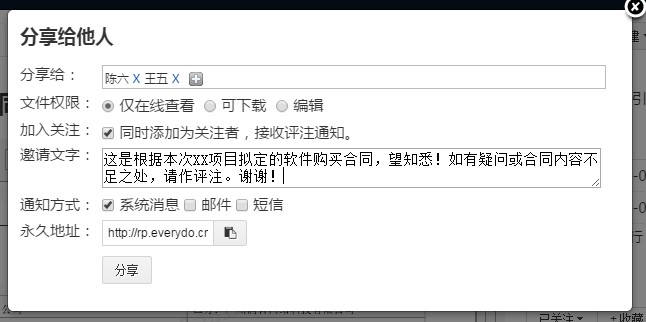 分享给他人
分享给： 陈六 X 王五 X
文件权限： 仅在线查看 可下载 编辑
加入关注： 同时添加为关注者，接收评注通知。
邀请文字： 这是根据本次XX项目拟定的软件购买合同，望知悉！如有疑问或合同内容不
足之处，请作评注。谢谢！
通知方式： 系统消息 邮件 短信
永久地址： http://rp.everydo.cr
分享
已关注 + 收藏